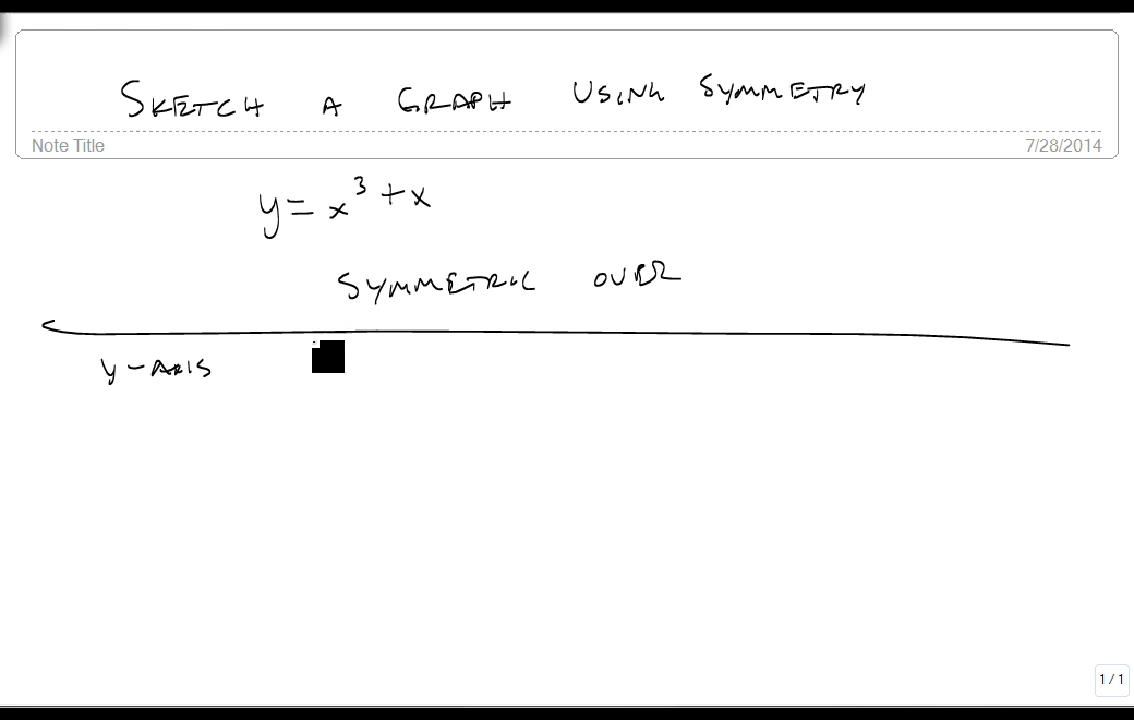 SKETCH A GRAPH USING SYMMETRY
Note Title
7/28/2014
y = x³ + x
SYMMETRIC OVER
y-AXIS
1 / 1